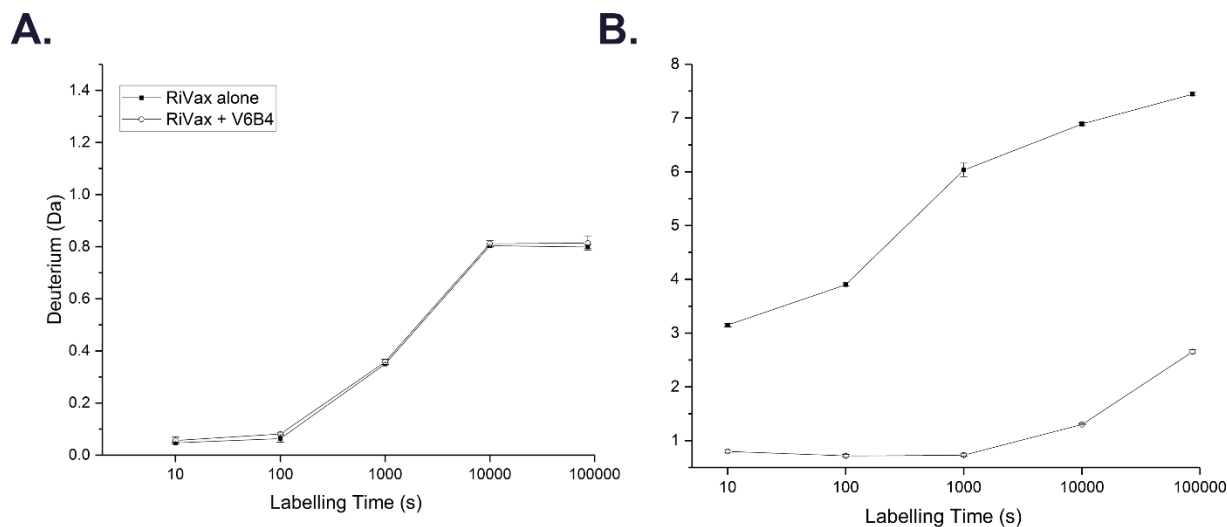 A.
1.4
1.2
1.0
0.8
0.6
0.4
0.2
0.0
Deuterium (Da)
RiVax alone
RiVax + V6B4
10 100 1000 10000 100000
Labelling Time (s)
B.
8
7
6
5
4
3
2
1
10 100 1000 10000 100000
Labelling Time (s)